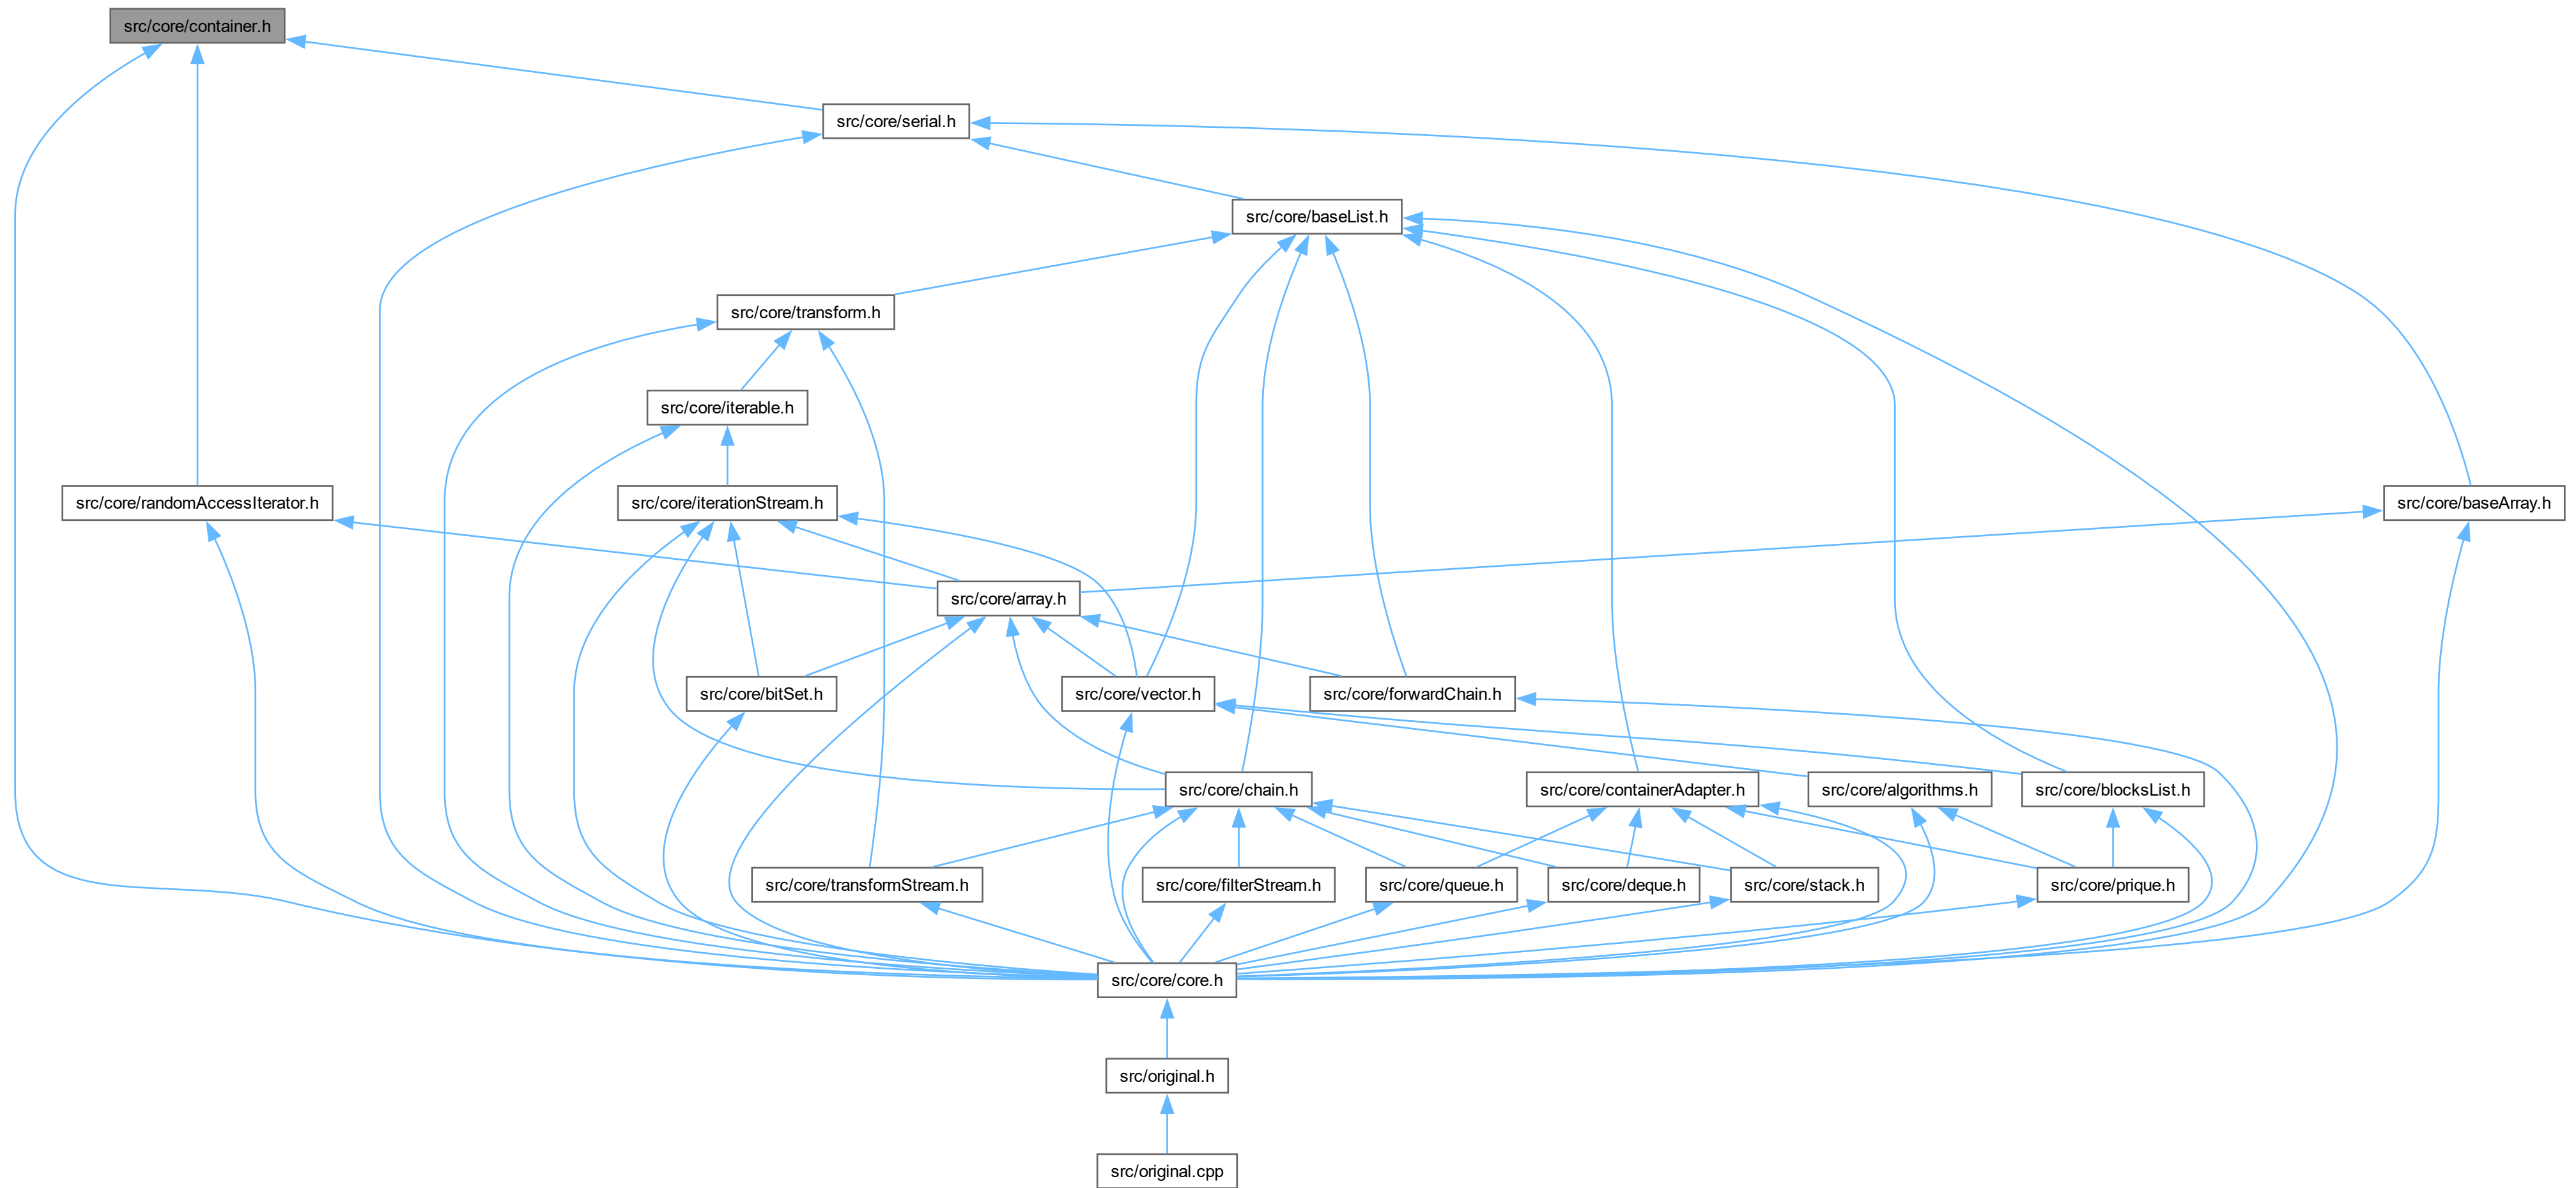 src/core/container.h
src/core/serial.h
src/core/baseList.h
src/core/transform.h
src/core/iterable.h
src/core/randomAccessIterator.h
src/core/iterationStream.h
src/core/baseArray.h
src/core/array.h
src/core/bitSet.h
src/core/vector.h
src/core/forwardChain.h
src/core/chain.h
src/core/containerAdapter.h
src/core/algorithms.h
src/core/blocksList.h
src/core/transformStream.h
src/core/filterStream.h
src/core/queue.h
src/core/deque.h
src/core/stack.h
src/core/prique.h
src/core/core.h
src/original.h
src/original.cpp